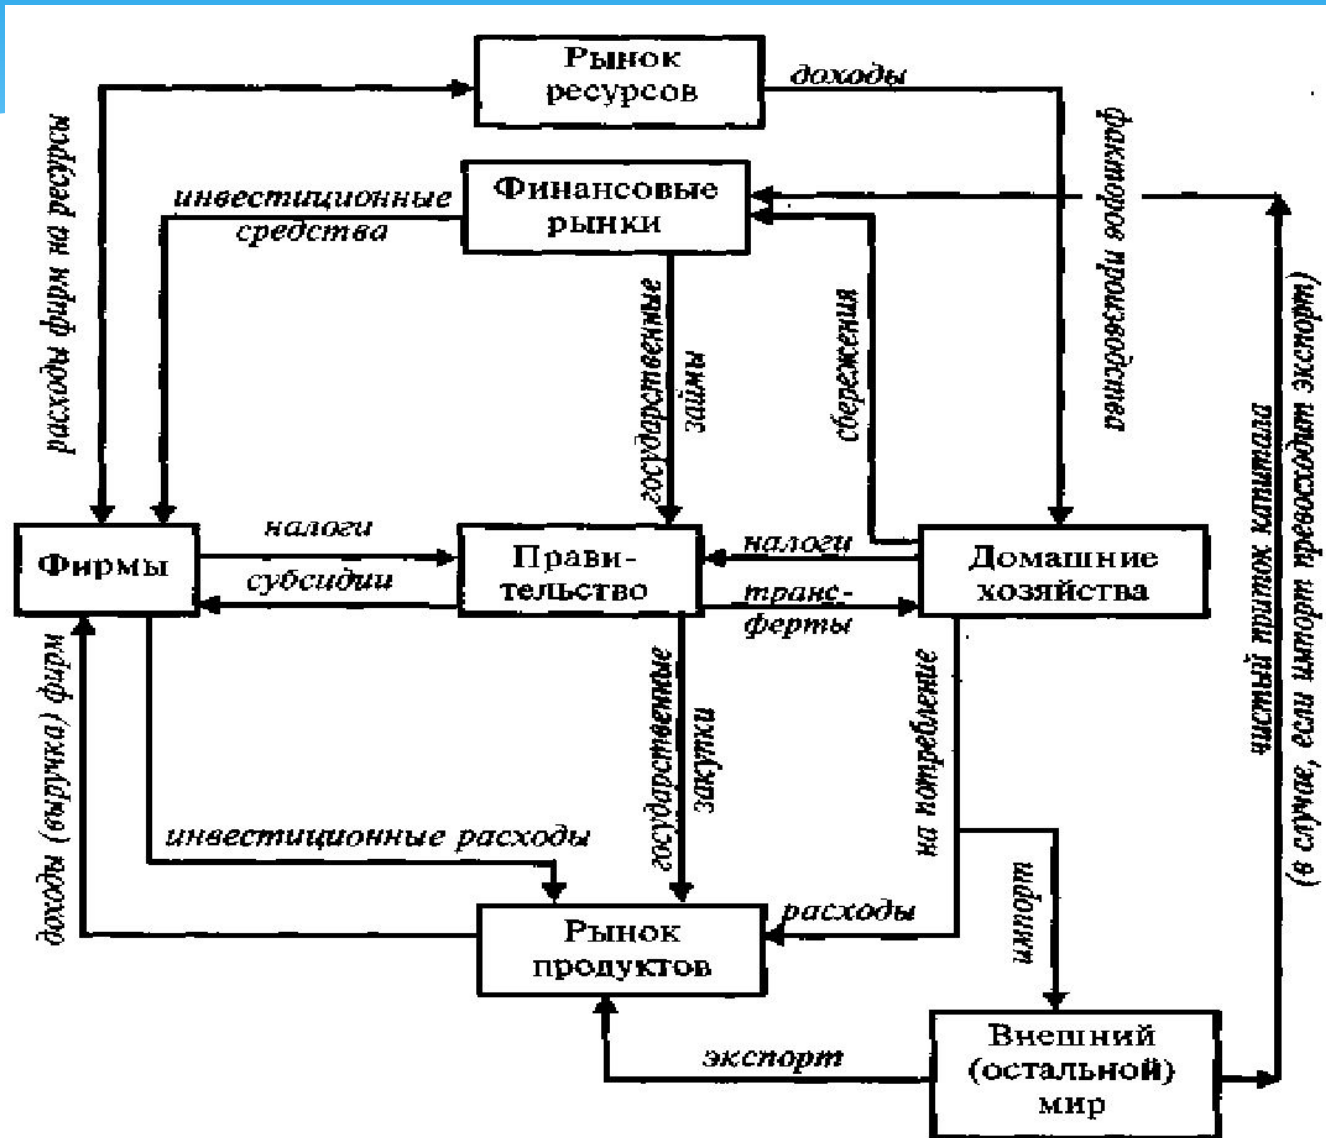 Рынок
ресурсов
доходы
расходы фирм на ресурсы
инвестиционные
средства
Финансовые
рынки
факторов производства
государственные
займы
сбережения
чистый приток капитала
(в случае, если импорт превосходит экспорт)
Фирмы
налоги
субсидии
Прави-
тельство
налоги
транс-
ферты
Домашние
хозяйства
доходы (выручка) фирм
инвестиционные расходы
государственные
закупки
на потребление
расходы
импорт
Рынок
продуктов
экспорт
Внешний
(остальной)
мир